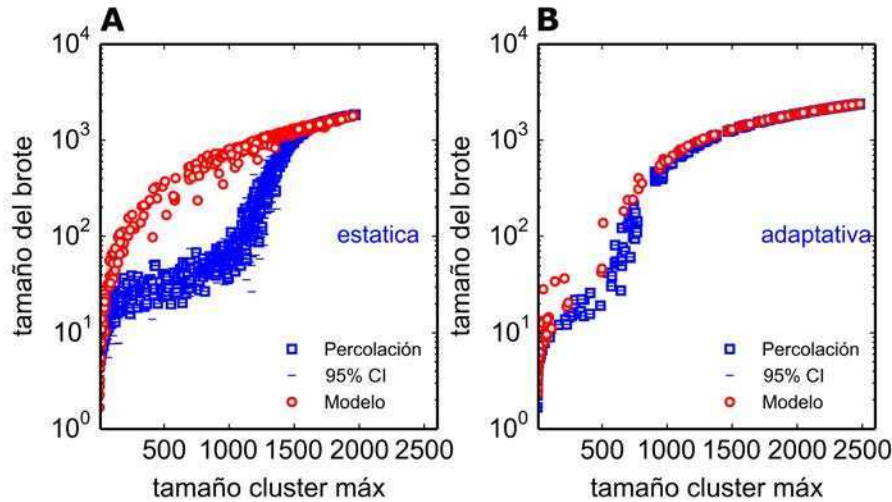 A
B
10^4
10^3
10^2
10^1
10^0
tamaño del brote
estatica
Percolación
95% CI
Modelo
500 1000 1500 2000 2500
tamaño cluster máx
10^4
10^3
10^2
10^1
10^0
tamaño del brote
adaptativa
Percolación
95% CI
Modelo
500 1000 1500 2000 2500
tamaño cluster máx